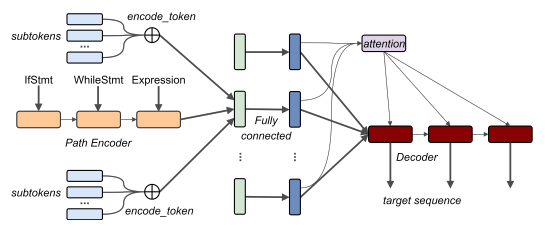 encode_token
subtokens
...
attention
IfStmt
WhileStmt
Expression
Fully
connected
Path Encoder
Decoder
subtokens
...
encode_token
target sequence